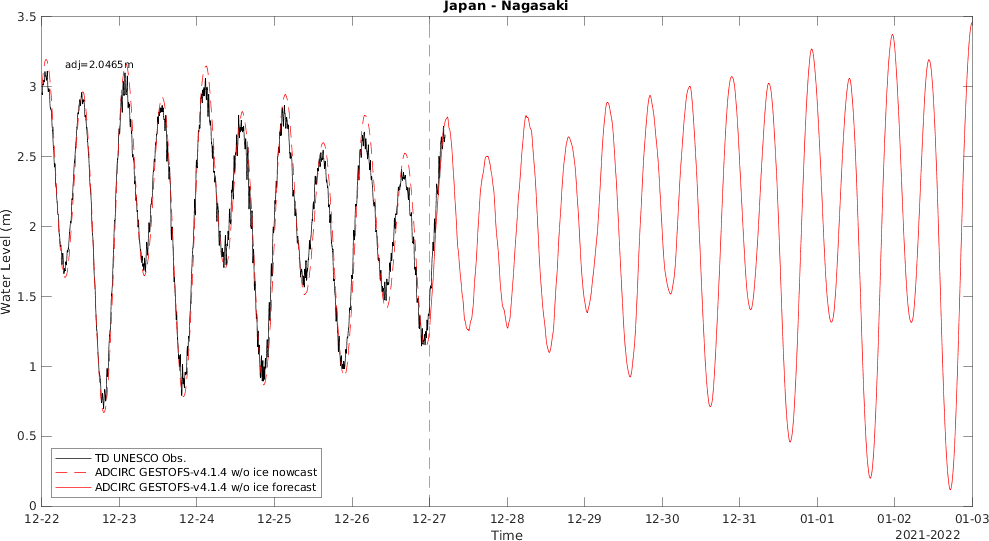 Japan - Nagasaki
3.5
3
2.5
2
1.5
1
0.5
0
Water Level (m)
adj=2.0465m
TD UNESCO Obs.
ADCIRC GESTOFS-v4.1.4 w/o ice nowcast
ADCIRC GESTOFS-v4.1.4 w/o ice forecast
12-22 12-23 12-24 12-25 12-26 12-27 12-28 12-29 12-30 12-31 01-01 01-02 01-03
Time
2021-2022